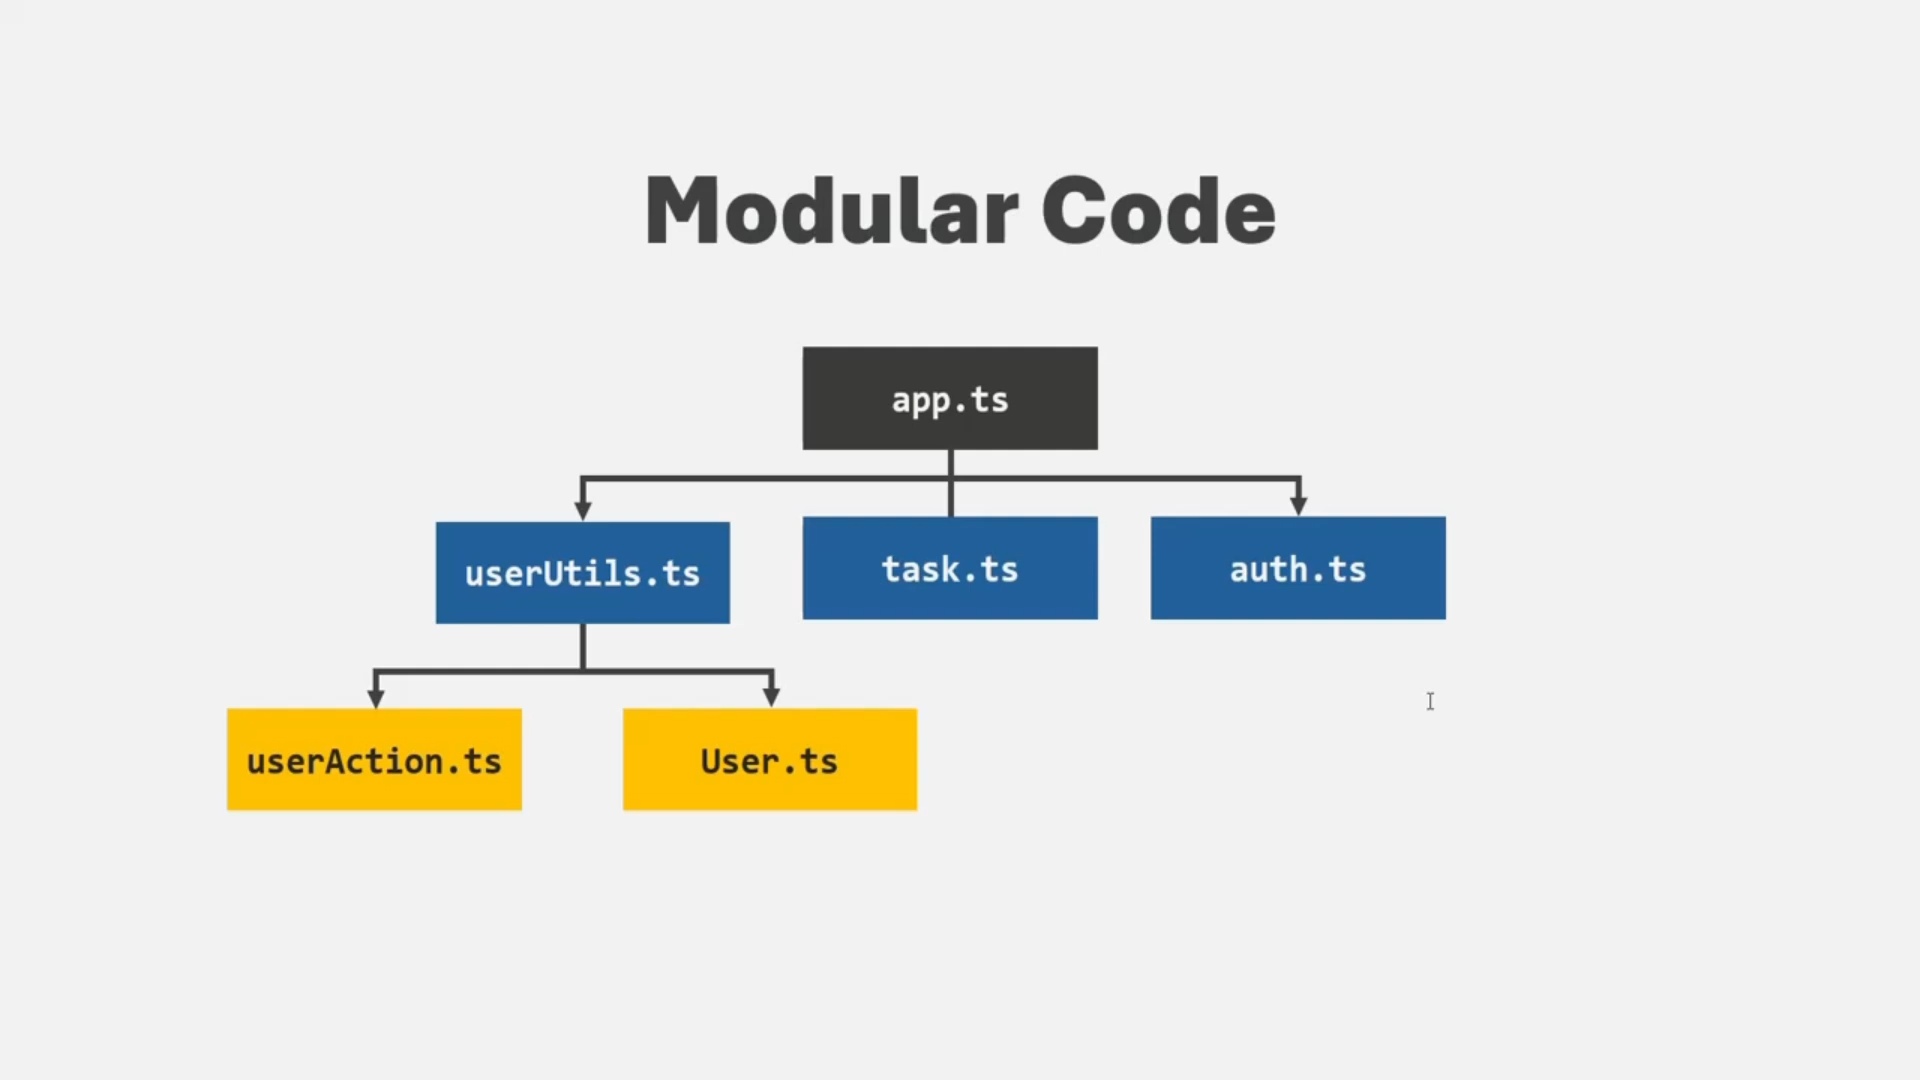 Modular Code
app.ts
userUtils.ts
task.ts
auth.ts
userAction.ts
User.ts